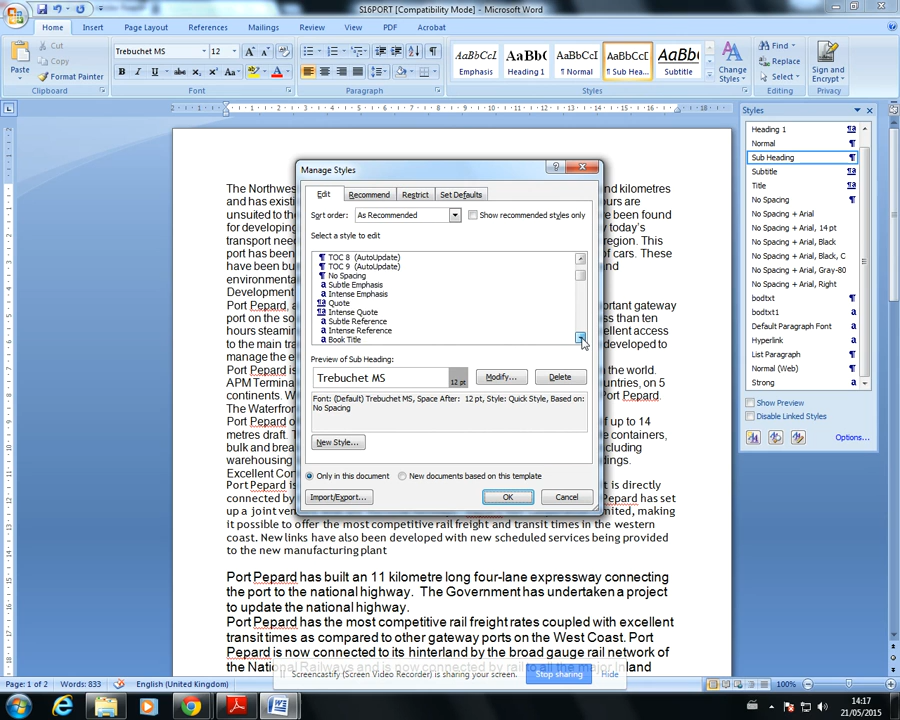 S16PORT [Compatibility Mode] - Microsoft Word
Home Insert Page Layout References Mailings Review View PDF
Paste
Cut
Copy
Format Painter
Clipboard
Trebuchet MS 12
Font
Paragraph
AaBbCcI AaBb( AaBbCcI AaBbCcE AaBbC
Emphasis Heading 1 ¶ Normal ¶ Sub Hea... Subtitle
Change
Styles
Styles
Find
Replace
Select
Editing
Sign and
Encrypt
Privacy
Styles
Heading 1
Normal
Sub Heading
Subtitle
Title
No Spacing
No Spacing + Arial
No Spacing + Arial, 14 pt
No Spacing + Arial, Black
No Spacing + Arial, Black, C
No Spacing + Arial, Gray-80
No Spacing + Arial, Right
bodtxt
bodtxt1
Default Paragraph Font
Hyperlink
List Paragraph
Normal (Web)
Strong
Show Preview
Disable Linked Styles
Options...
Manage Styles
Edit Recommend Restrict Set Defaults
Sort order: As Recommended Show recommended styles only
Select a style to edit
¶ TOC 8 (AutoUpdate)
¶ TOC 9 (AutoUpdate)
¶ No Spacing
a Subtle Emphasis
a Intense Emphasis
¶a Quote
¶a Intense Quote
a Subtle Reference
a Intense Reference
a Book Title
Preview of Sub Heading:
Trebuchet MS 12 pt
Modify... Delete
Font: (Default) Trebuchet MS, Space After: 12 pt, Style: Quick Style, Based on:
No Spacing
New Style...
Only in this document New documents based on this template
Import/Export... OK Cancel
The Northwes nd kilometres
and has existe ours are
unsuited to the been found
for developing y today's
transport need region. This
port has been of cars. These
have been bu and
environmenta
Development
Port Pepard, a ortant gateway
port on the so less than ten
hours steamin ellent access
to the main tra developed to
manage the e
Port Pepard is the world.
APM Terminal ountries, on 5
continents. W Port Pepard.
The Waterfron
Port Pepard o of up to 14
metres draft. T e containers,
bulk and brea ncluding
warehousing dings.
Excellent Con
Port Pepard is t is directly
connected by Pepard has set
up a joint ven mited, making
it possible to offer the most competitive rail freight and transit times in the western
coast. New links have also been developed with new scheduled services being provided
to the new manufacturing plant
Port Pepard has built an 11 kilometre long four-lane expressway connecting
the port to the national highway. The Government has undertaken a project
to update the national highway.
Port Pepard has the most competitive rail freight rates coupled with excellent
transit times as compared to other gateway ports on the West Coast. Port
Pepard is now connected to its hinterland by the broad gauge rail network of
the National Railways and is now connected by rail to all the major Inland
Screencastify (Screen Video Recorder) is sharing your screen. Stop sharing Hide
Page: 1 of 2 Words: 833 English (United Kingdom) 100%
14:17
21/05/2015